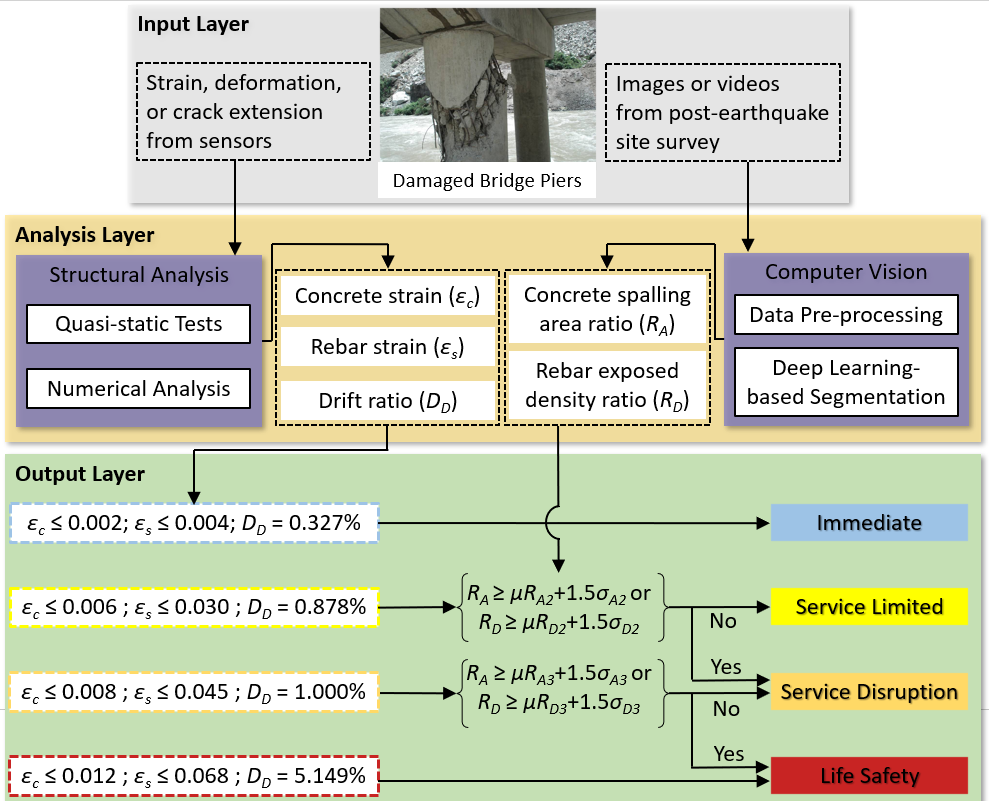 Input Layer
Strain, deformation,
or crack extension
from sensors
Damaged Bridge Piers
Images or videos
from post-earthquake
site survey
Analysis Layer
Structural Analysis
Quasi-static Tests
Numerical Analysis
Concrete strain (εc)
Rebar strain (εs)
Drift ratio (DD)
Concrete spalling
area ratio (RA)
Rebar exposed
density ratio (RD)
Computer Vision
Data Pre-processing
Deep Learning-
based Segmentation
Output Layer
εc ≤ 0.002; εs ≤ 0.004; DD = 0.327%
Immediate
εc ≤ 0.006 ; εs ≤ 0.030 ; DD = 0.878%
RA ≥ μRA2+1.5σA2 or
RD ≥ μRD2+1.5σD2
No
Yes
Service Limited
εc ≤ 0.008 ; εs ≤ 0.045 ; DD = 1.000%
RA ≥ μRA3+1.5σA3 or
RD ≥ μRD3+1.5σD3
No
Yes
Service Disruption
εc ≤ 0.012 ; εs ≤ 0.068 ; DD = 5.149%
Life Safety